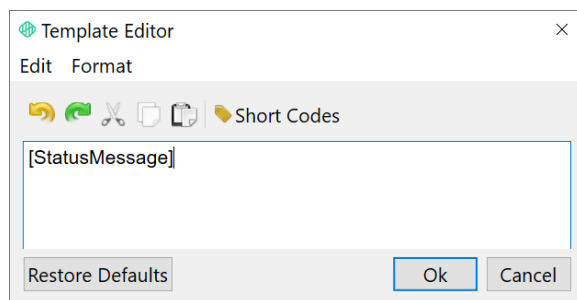 Template Editor
Edit Format
Short Codes
[StatusMessage]
Restore Defaults Ok Cancel